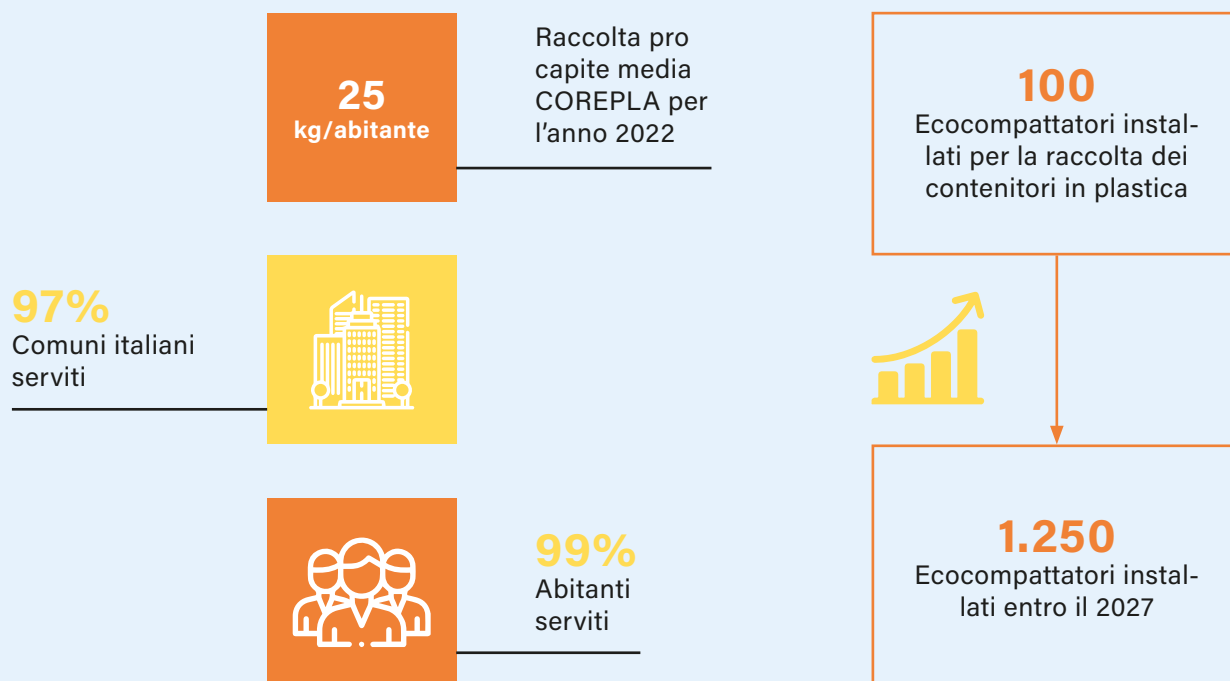 25
kg/abitante
Raccolta pro
capite media
COREPLA per
l’anno 2022
97%
Comuni italiani
serviti
99%
Abitanti
serviti
100
Ecocompattatori instal-
lati per la raccolta dei
contenitori in plastica
1.250
Ecocompattatori instal-
lati entro il 2027